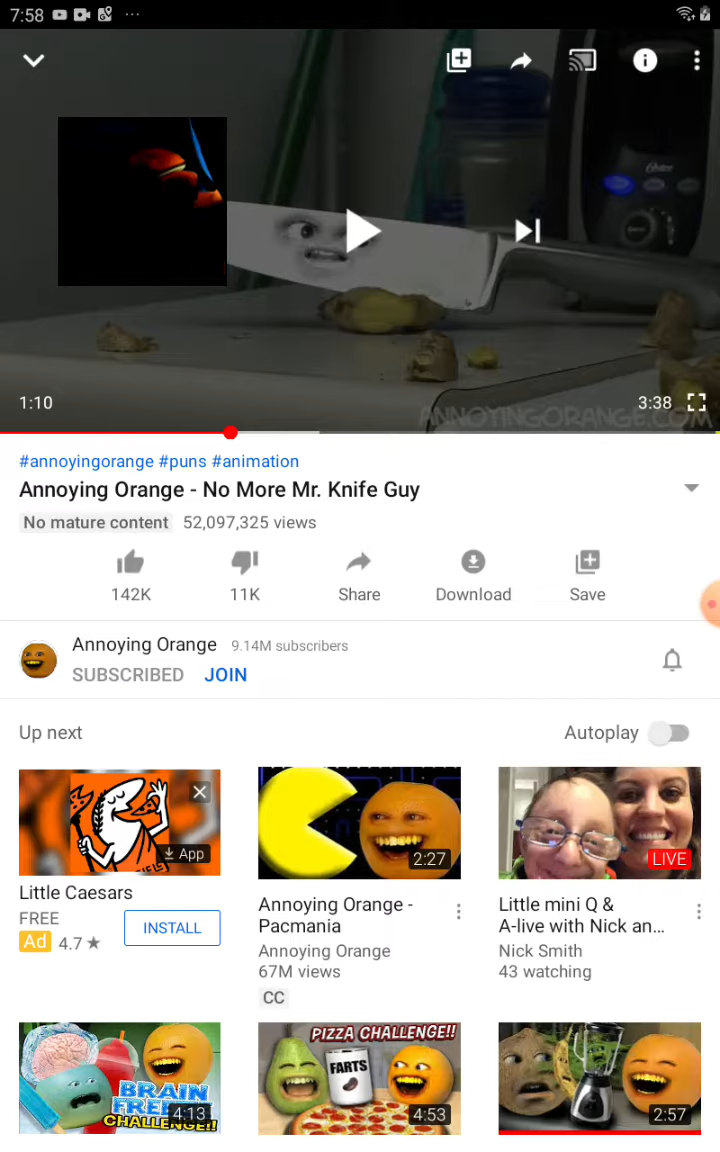 7:58
Oster
1:10
3:38
ANNOYINGORANGE.COM
#annoyingorange #puns #animation
Annoying Orange - No More Mr. Knife Guy
No mature content 52,097,325 views
142K 11K Share Download Save
Annoying Orange 9.14M subscribers
SUBSCRIBED JOIN
Up next Autoplay
App
Little Caesars
FREE
Ad 4.7 ★
INSTALL
2:27
Annoying Orange -
Pacmania
Annoying Orange
67M views
CC
LIVE
Little mini Q &
A-live with Nick an...
Nick Smith
43 watching
BRAIN
FREEZE
CHALLENGE!!
4:13
PIZZA CHALLENGE!!
FARTS
4:53
2:57